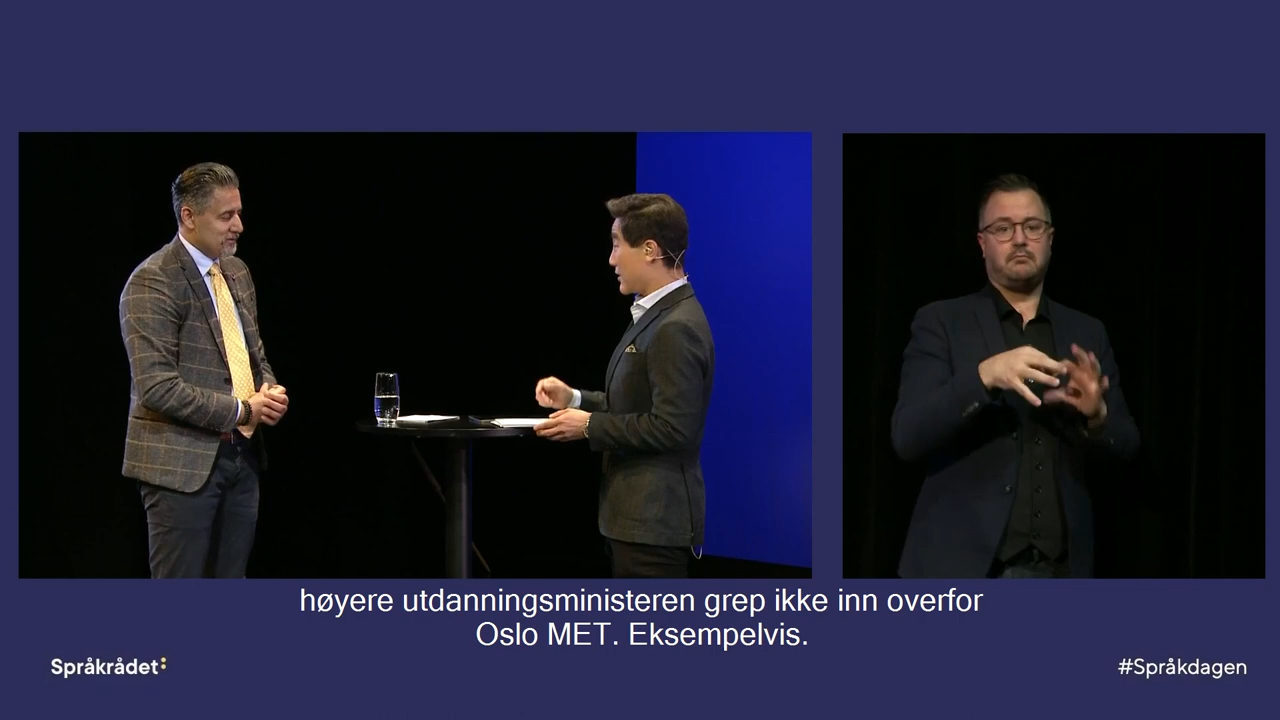 høyere utdanningsministeren grep ikke inn overfor
Oslo MET. Eksempelvis.
Språkrådet:
#Språkdagen